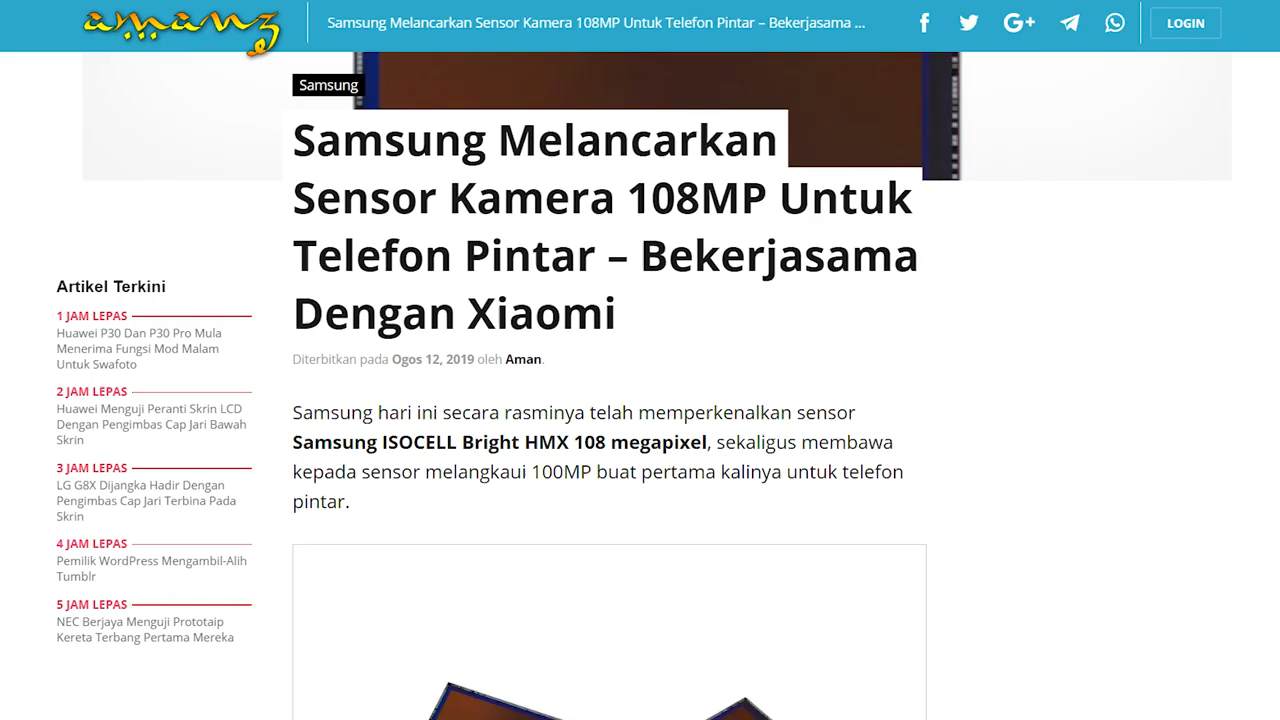 amanz
Samsung Melancarkan Sensor Kamera 108MP Untuk Telefon Pintar – Bekerjasama ...
LOGIN
Samsung
Samsung Melancarkan
Sensor Kamera 108MP Untuk
Telefon Pintar – Bekerjasama
Dengan Xiaomi
Diterbitkan pada Ogos 12, 2019 oleh Aman.
Samsung hari ini secara rasminya telah memperkenalkan sensor
Samsung ISOCELL Bright HMX 108 megapixel, sekaligus membawa
kepada sensor melangkaui 100MP buat pertama kalinya untuk telefon
pintar.
Artikel Terkini
1 JAM LEPAS
Huawei P30 Dan P30 Pro Mula
Menerima Fungsi Mod Malam
Untuk Swafoto
2 JAM LEPAS
Huawei Menguji Peranti Skrin LCD
Dengan Pengimbas Cap Jari Bawah
Skrin
3 JAM LEPAS
LG G8X Dijangka Hadir Dengan
Pengimbas Cap Jari Terbina Pada
Skrin
4 JAM LEPAS
Pemilik WordPress Mengambil-Alih
Tumblr
5 JAM LEPAS
NEC Berjaya Menguji Prototaip
Kereta Terbang Pertama Mereka